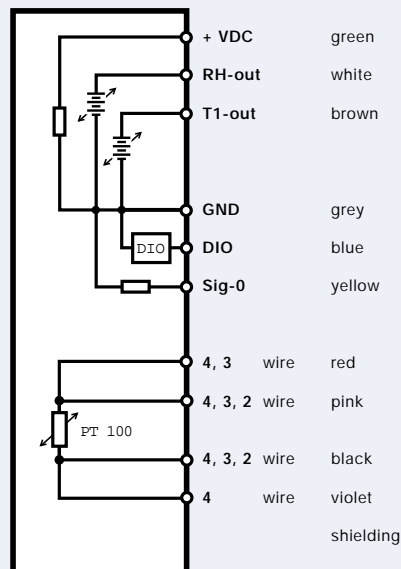 + VDC green
RH-out white
T1-out brown
GND grey
DIO DIO blue
Sig-0 yellow
4, 3 wire red
4, 3, 2 wire pink
PT 100
4, 3, 2 wire black
4 wire violet
shielding